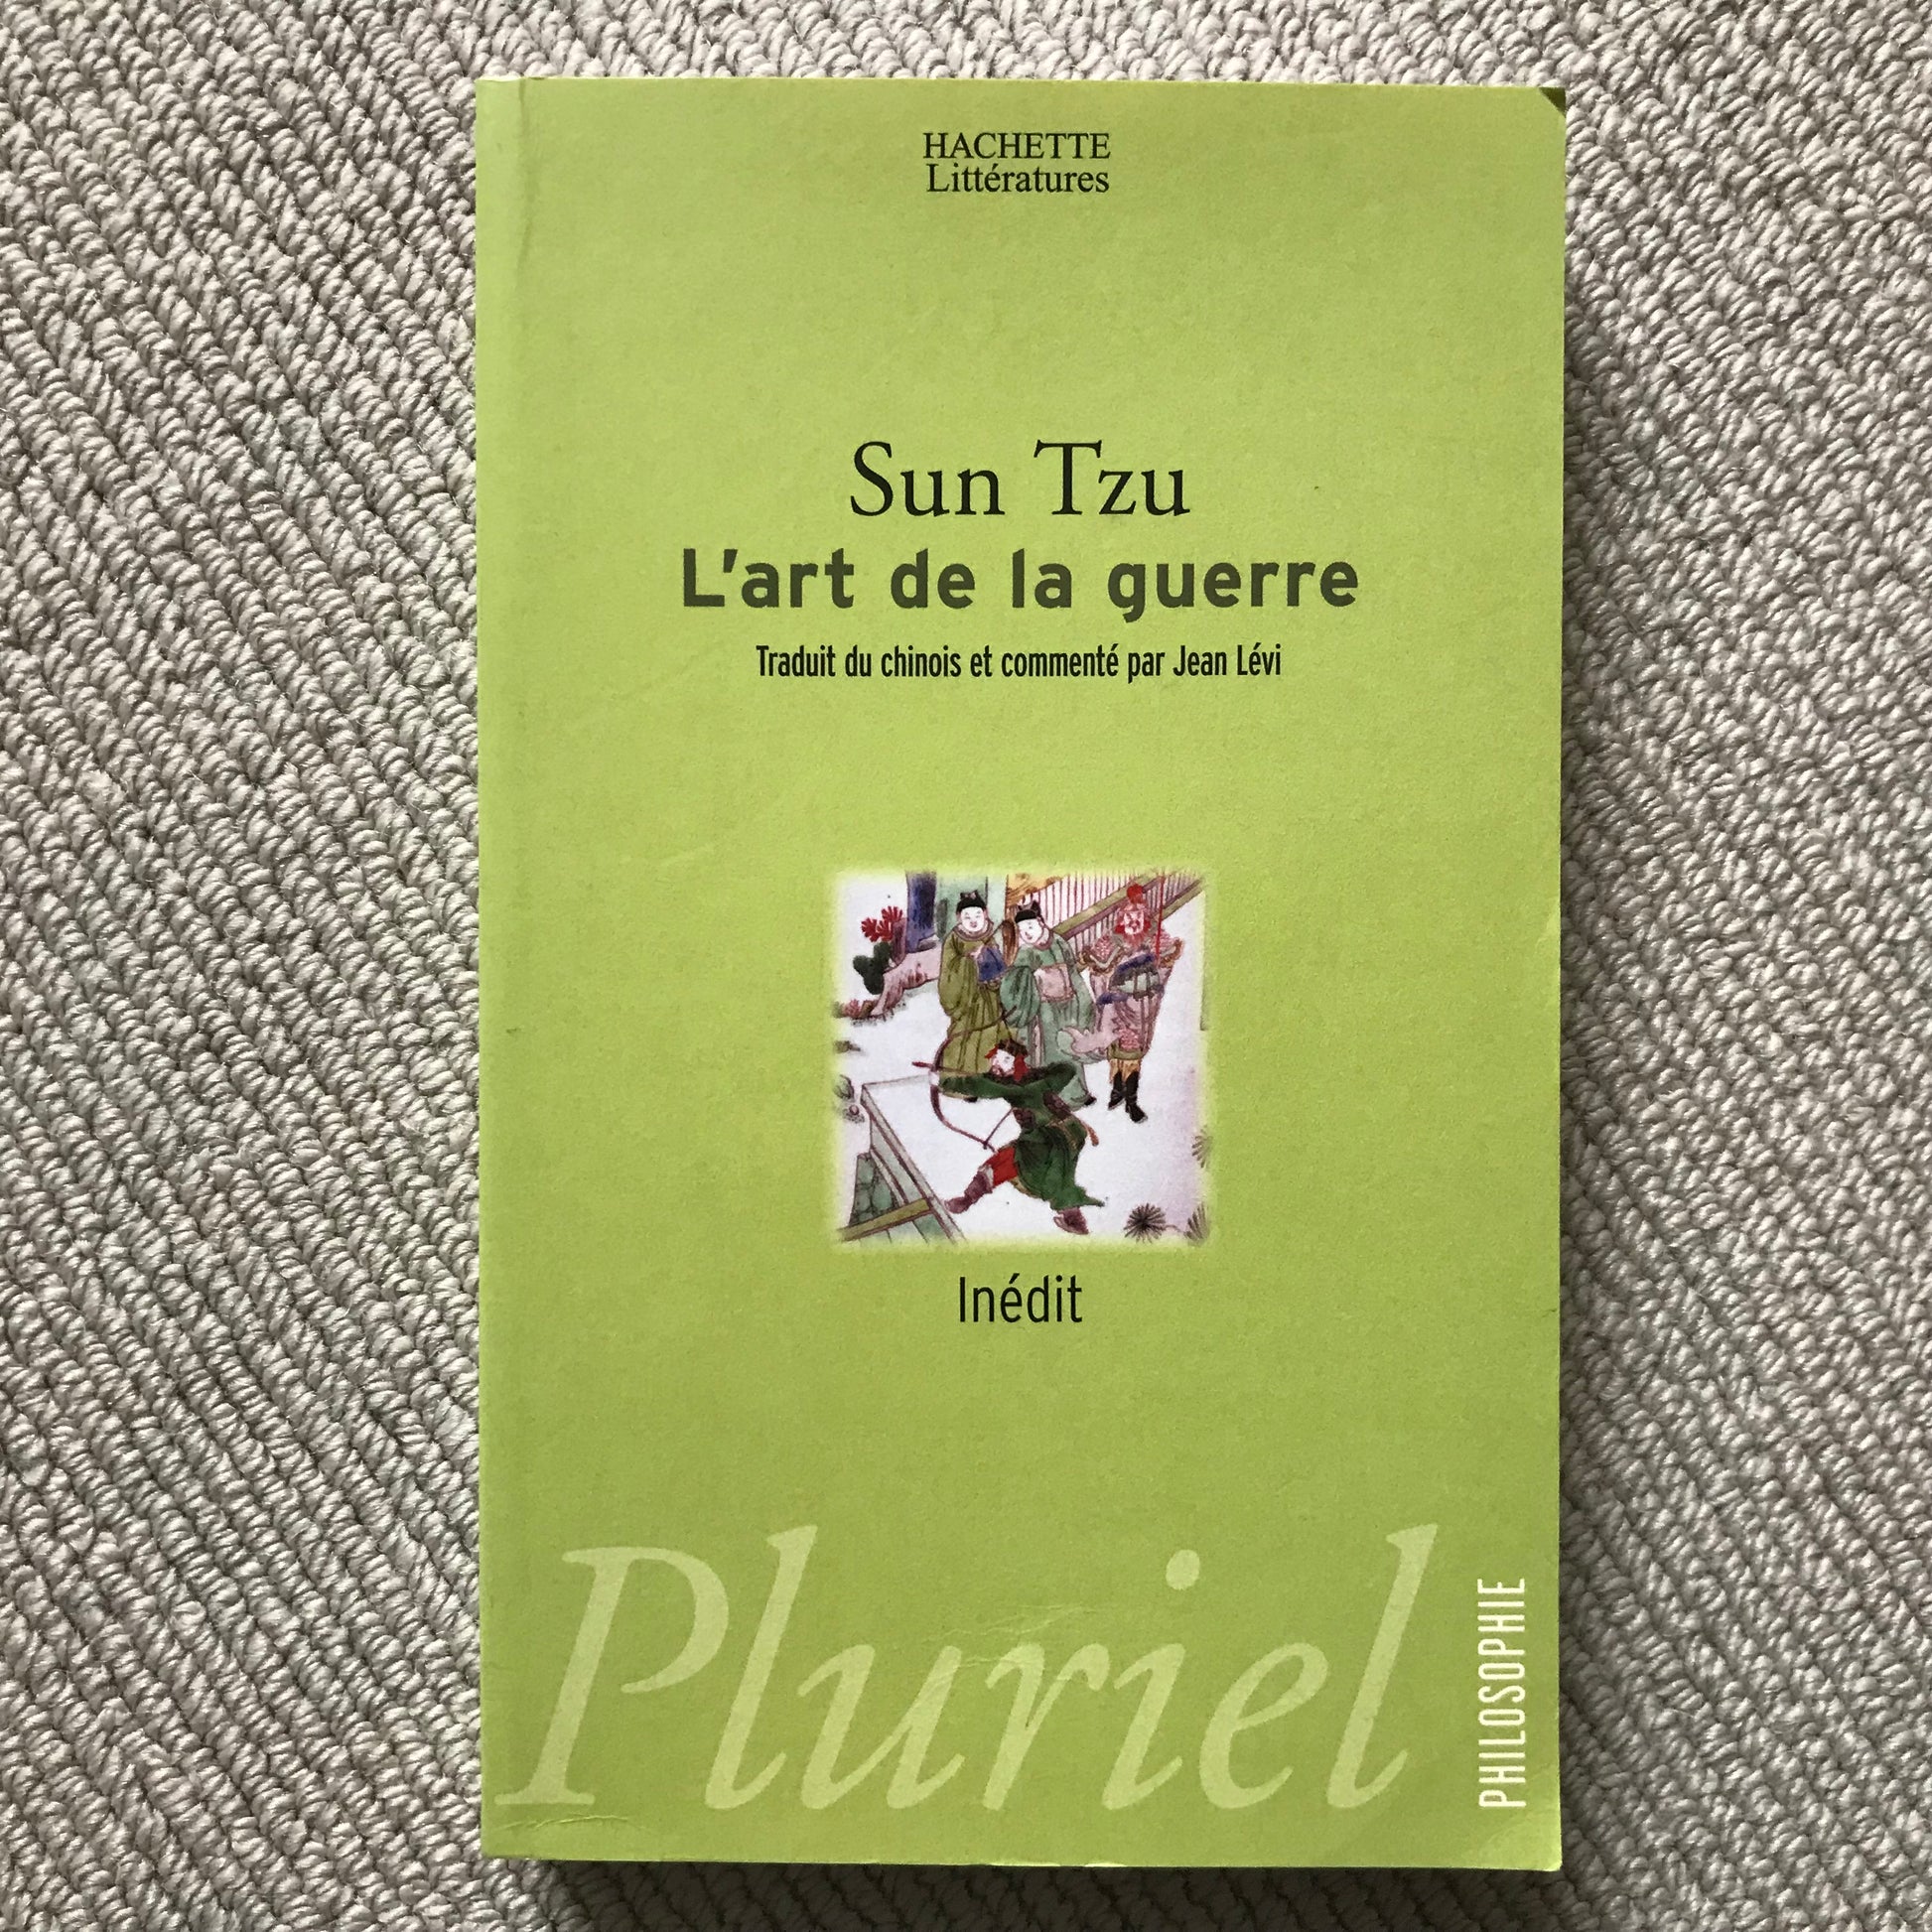 HACHETTE
Littératures
Sun Tzu
L'art de la guerre
Traduit du chinois et commenté par Jean Lévi
Inédit
Pluriel
PHILOSOPHIE